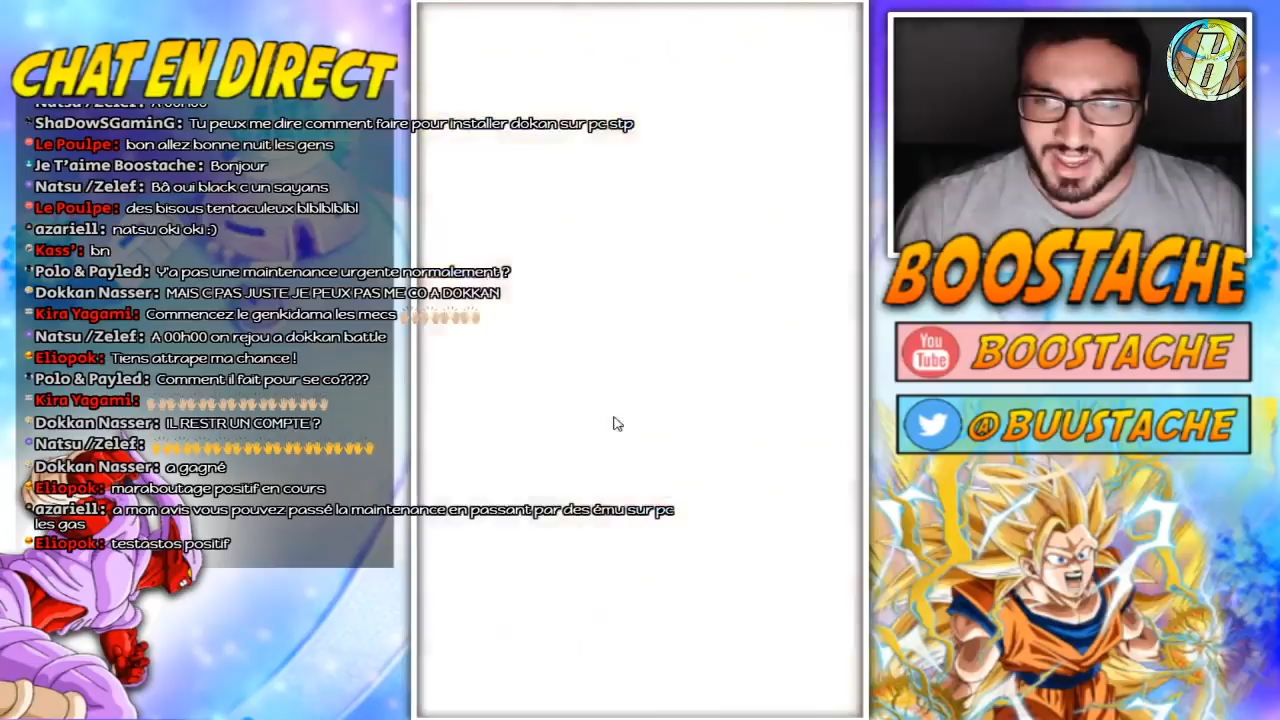 CHAT EN DIRECT
Natsu /Zelef: A 00H00
ShaDowSGaminG: Tu peux me dire comment faire pour installer dokan sur pc stp
Le Poulpe: bon allez bonne nuit les gens
Je T'aime Boostache: Bonjour
Natsu /Zelef: Bâ oui black c un sayans
Le Poulpe: des bisous tentaculeux blblblblbl
azariell: natsu oki oki :)
Kass': bn
Polo & Payled: Y'a pas une maintenance urgente normalement ?
Dokkan Nasser: MAIS C PAS JUSTE JE PEUX PAS ME CO A DOKKAN
Kira Yagami: Commencez le genkidama les mecs
Natsu /Zelef: A 00H00 on rejou a dokkan battle
Eliopok: Tiens attrape ma chance !
Polo & Payled: Comment il fait pour se co????
Kira Yagami:
Dokkan Nasser: IL RESTR UN COMPTE ?
Natsu /Zelef:
Dokkan Nasser: a gagné
Eliopok: maraboutage positif en cours
azariell: a mon avis vous pouvez passé la maintenance en passant par des ému sur pc
les gas
Eliopok: testastos positif
BOOSTACHE
You
Tube
BOOSTACHE
@BUUSTACHE